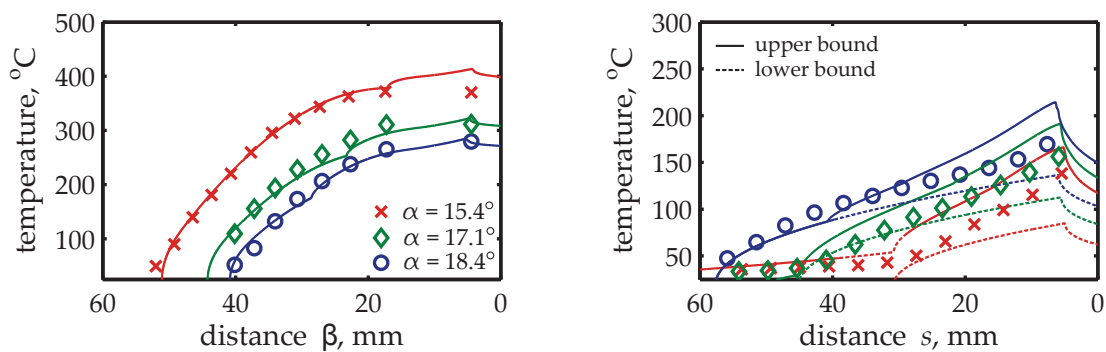 500
400
300
200
100
temperature, °C
60
40
20
0
distance β, mm
α = 15.4°
α = 17.1°
α = 18.4°
300
250
200
150
100
50
temperature, °C
60
40
20
0
distance s, mm
upper bound
lower bound